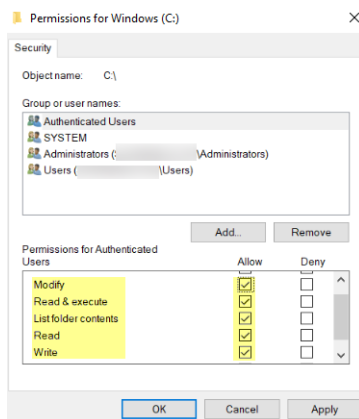 Permissions for Windows (C:)
Security
Object name: C:\
Group or user names:
Authenticated Users
SYSTEM
Administrators ( \Administrators)
Users ( \Users)
Add... Remove
Permissions for Authenticated
Users Allow Deny
Modify
Read & execute
List folder contents
Read
Write
OK Cancel Apply